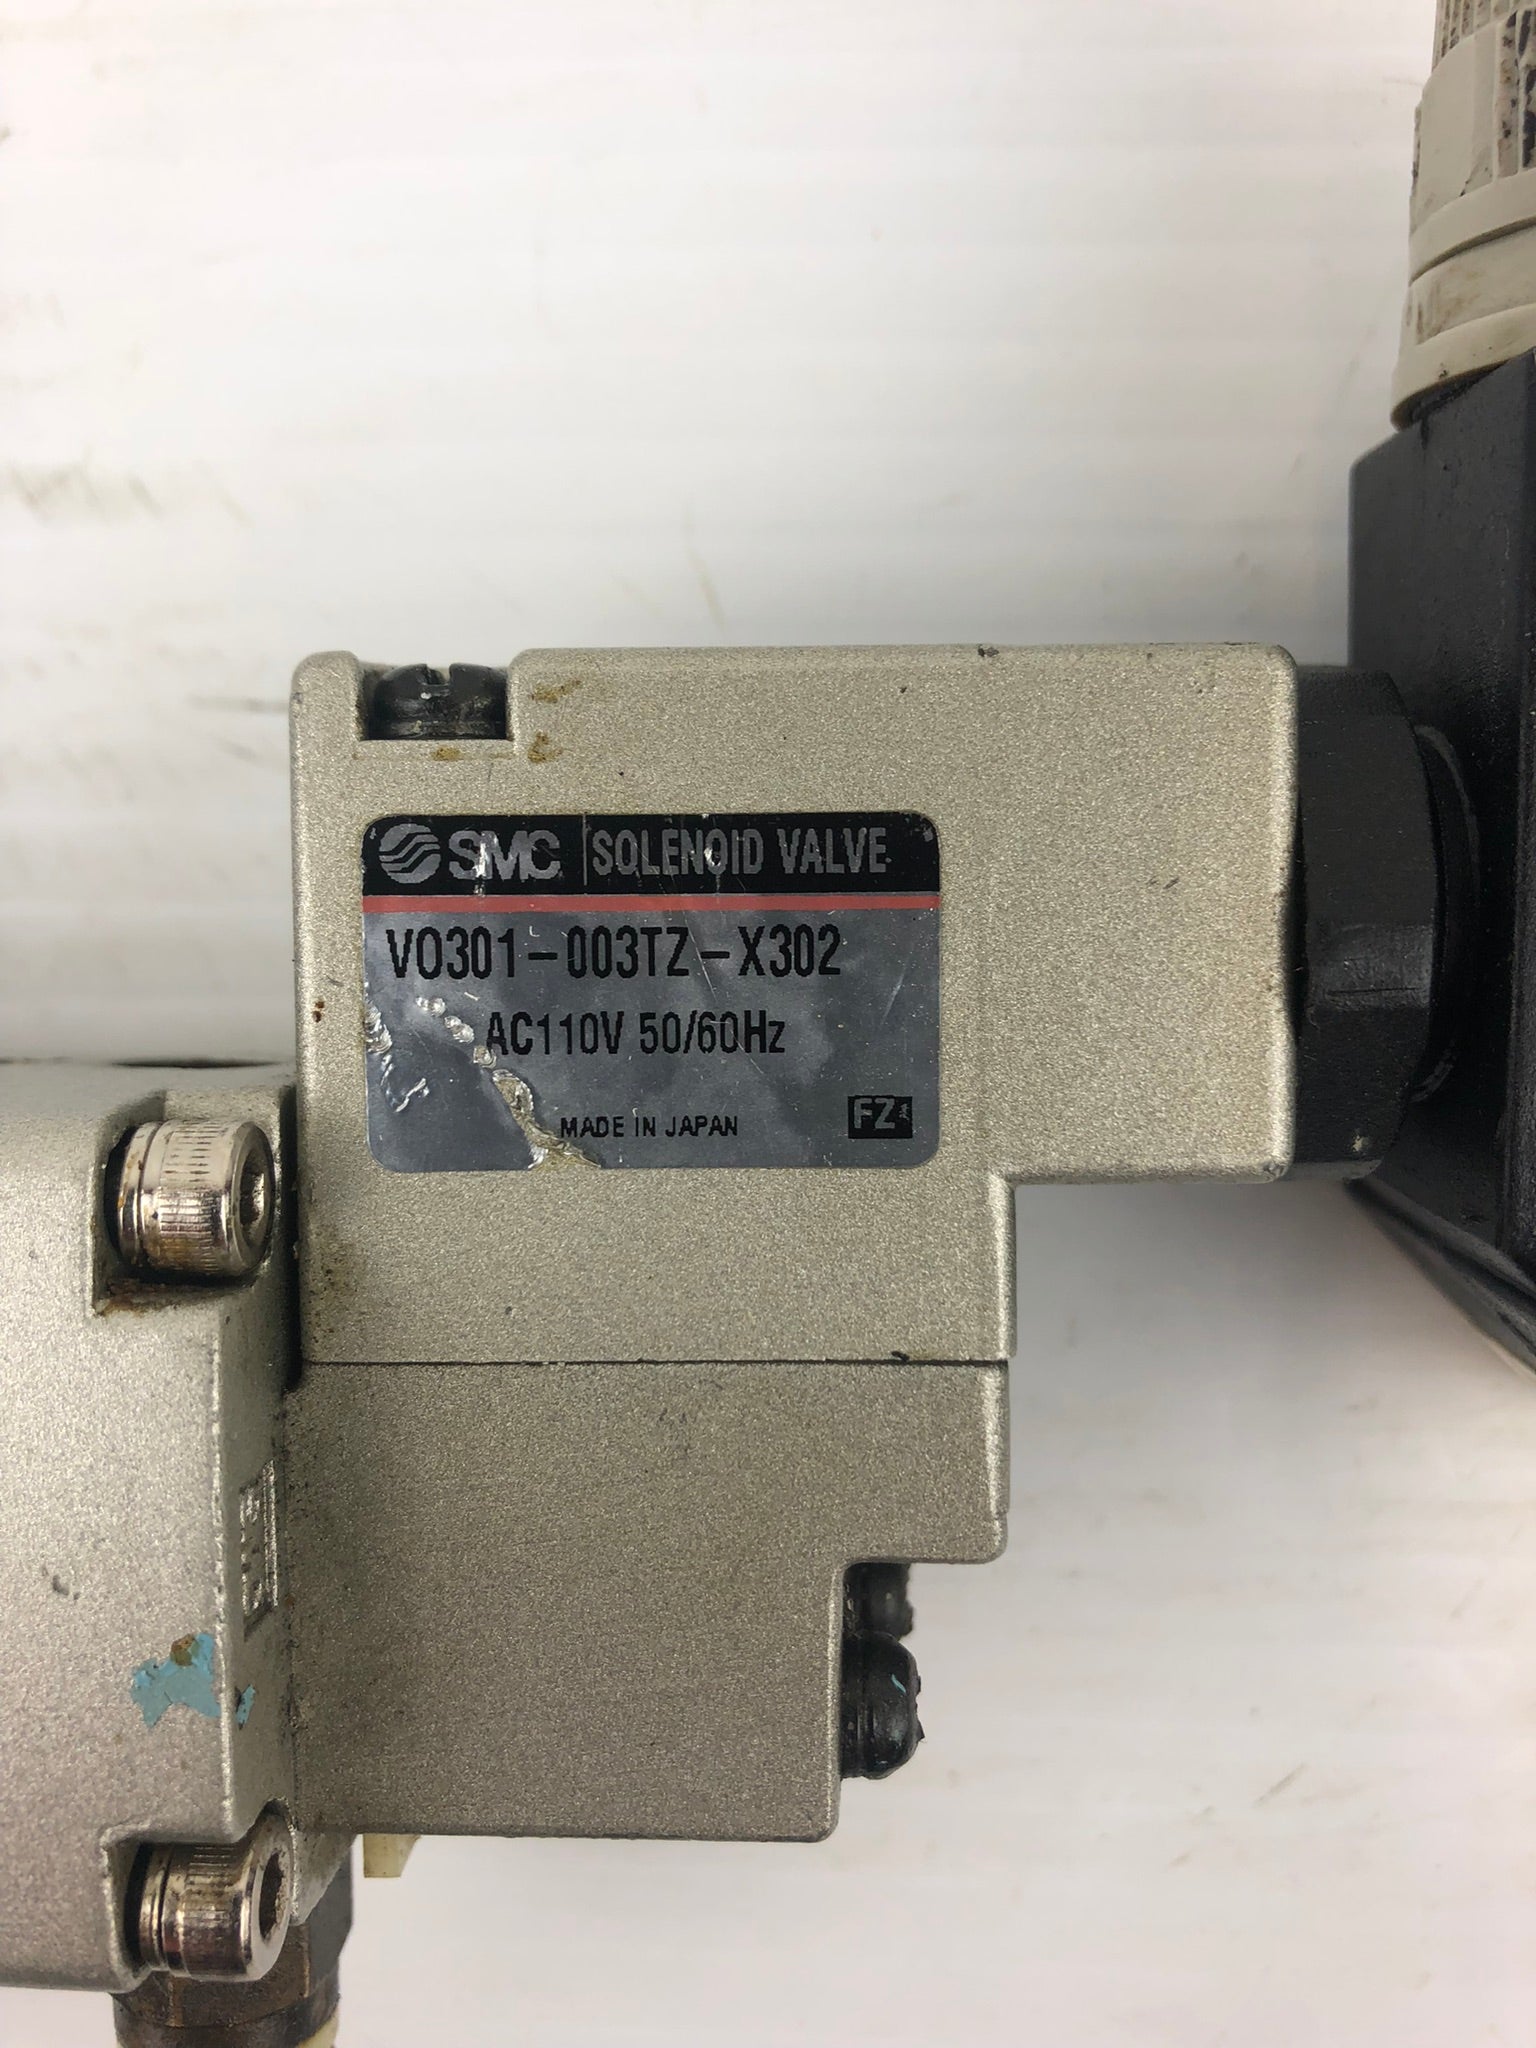 SMC SOLENOID VALVE
VO301-003TZ-X302
AC110V 50/60Hz
MADE IN JAPAN FZ